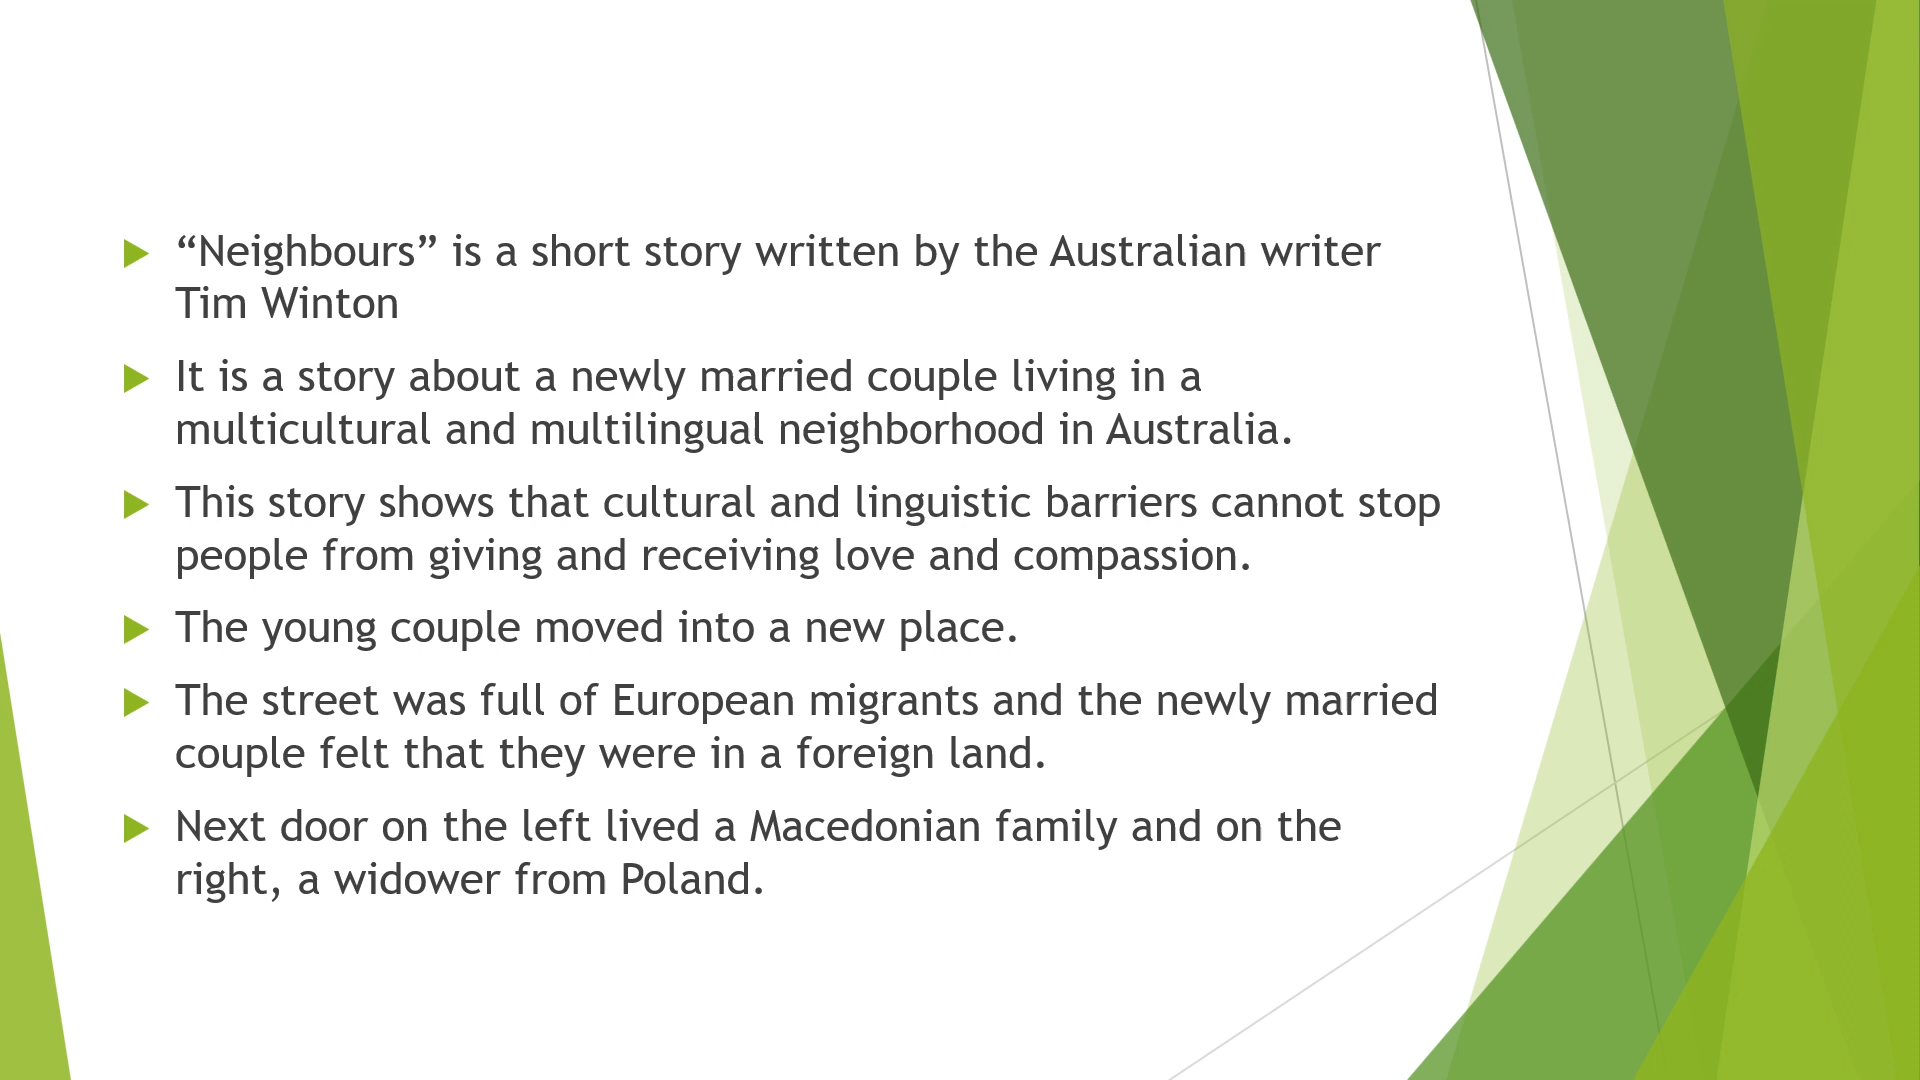 “Neighbours” is a short story written by the Australian writer
Tim Winton
It is a story about a newly married couple living in a
multicultural and multilingual neighborhood in Australia.
This story shows that cultural and linguistic barriers cannot stop
people from giving and receiving love and compassion.
The young couple moved into a new place.
The street was full of European migrants and the newly married
couple felt that they were in a foreign land.
Next door on the left lived a Macedonian family and on the
right, a widower from Poland.